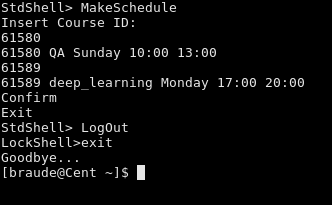 StdShell> MakeSchedule
Insert Course ID:
61580
61580 QA Sunday 10:00 13:00
61589
61589 deep_learning Monday 17:00 20:00
Confirm
Exit
StdShell> LogOut
LockShell>exit
Goodbye...
[braude@Cent ~]$